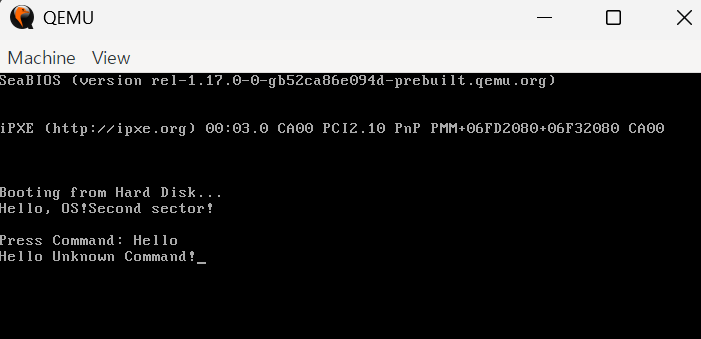 QEMU
Machine View
SeaBIOS (version rel-1.17.0-0-gb52ca86e094d-prebuilt.qemu.org)
iPXE (http://ipxe.org) 00:03.0 CA00 PCI2.10 PnP PMM+06FD2080+06F32080 CA00
Booting from Hard Disk...
Hello, OS!Second sector!
Press Command: Hello
Hello Unknown Command!_